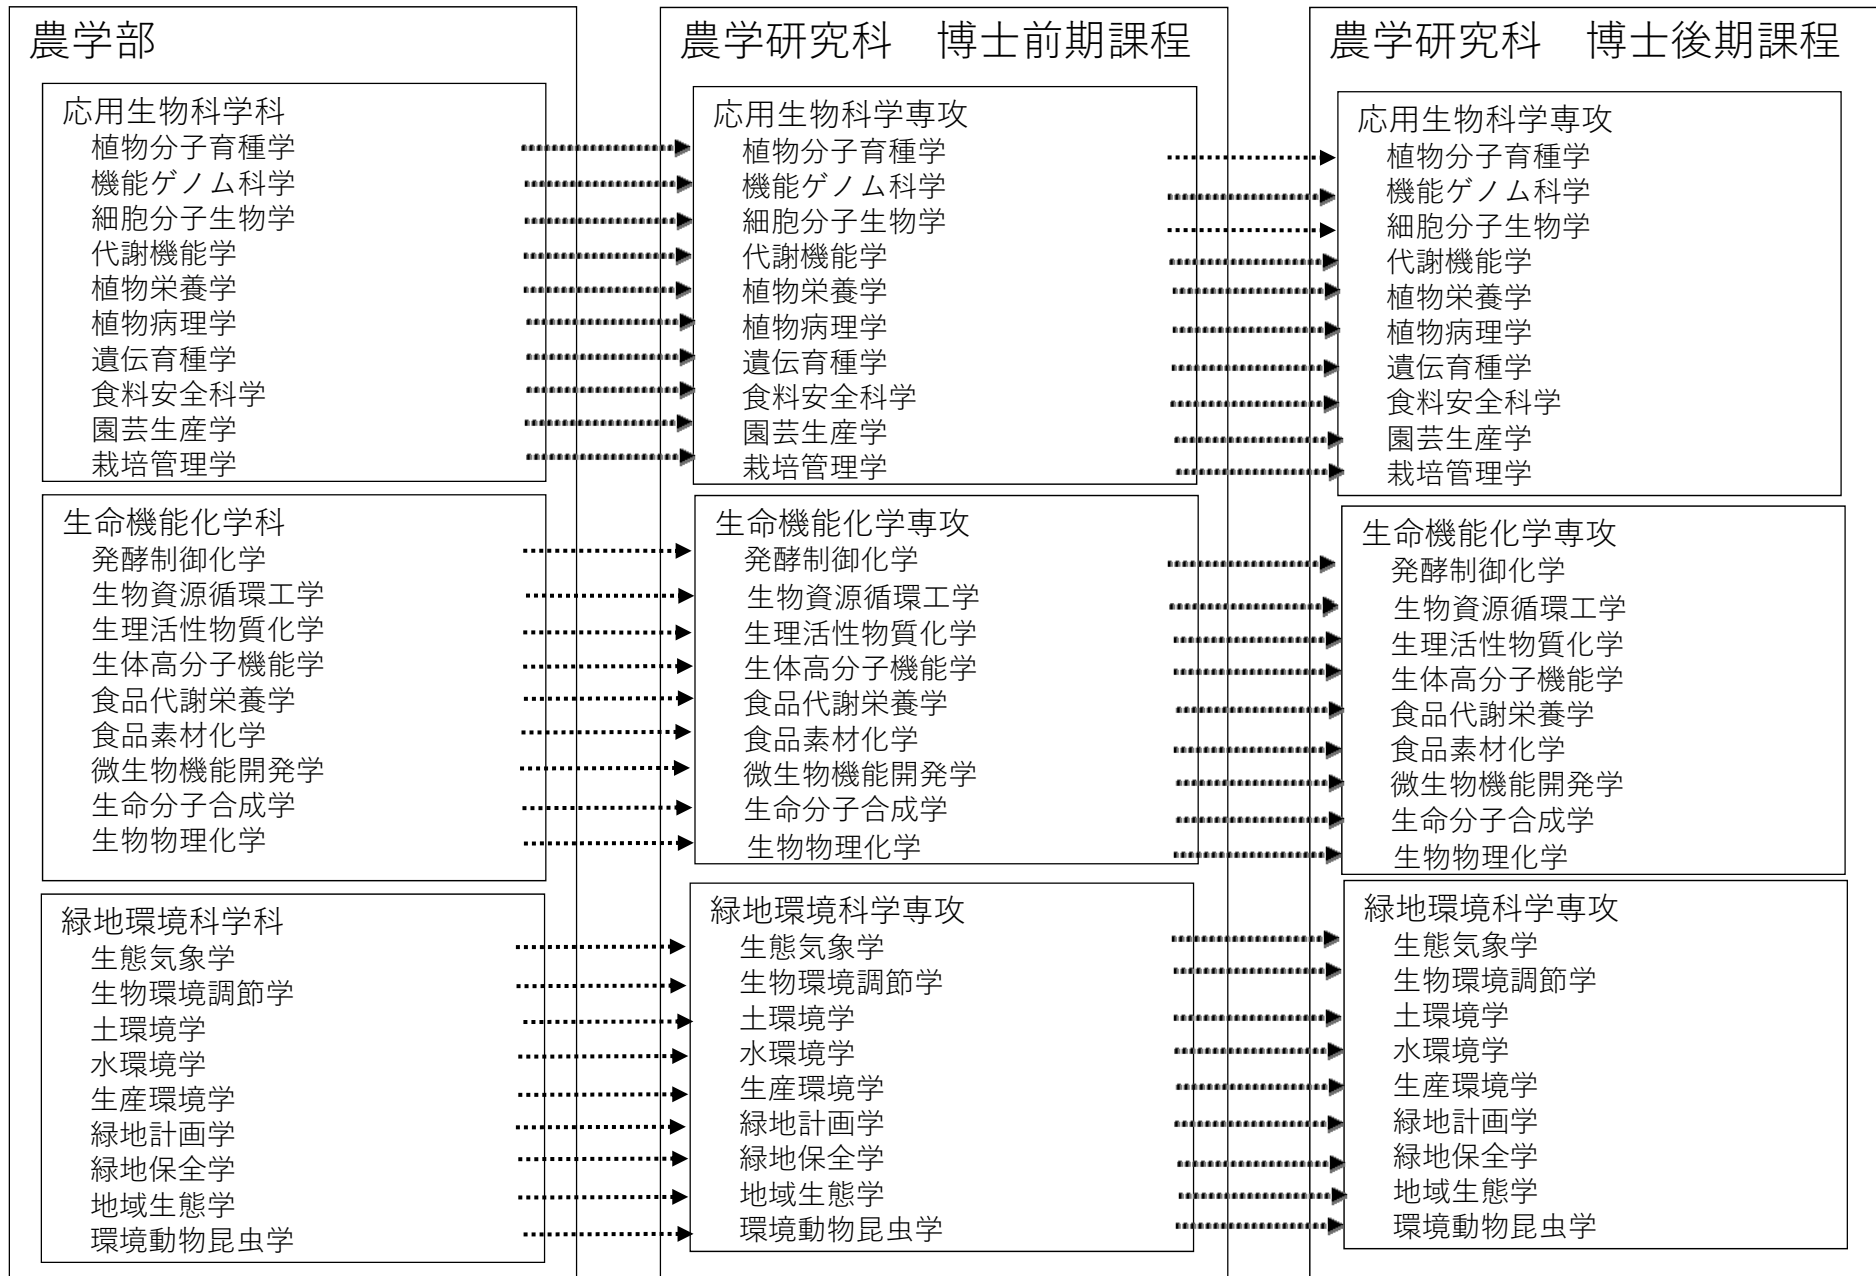 農学部
応用生物科学科
植物分子育種学
機能ゲノム科学
細胞分子生物学
代謝機能学
植物栄養学
植物病理学
遺伝育種学
食料安全科学
園芸生産学
栽培管理学
生命機能化学科
発酵制御化学
生物資源循環工学
生理活性物質化学
生体高分子機能学
食品代謝栄養学
食品素材化学
微生物機能開発学
生命分子合成学
生物物理化学
緑地環境科学科
生態気象学
生物環境調節学
土環境学
水環境学
生産環境学
緑地計画学
緑地保全学
地域生態学
環境動物昆虫学
農学研究科　博士前期課程
応用生物科学専攻
植物分子育種学
機能ゲノム科学
細胞分子生物学
代謝機能学
植物栄養学
植物病理学
遺伝育種学
食料安全科学
園芸生産学
栽培管理学
生命機能化学専攻
発酵制御化学
生物資源循環工学
生理活性物質化学
生体高分子機能学
食品代謝栄養学
食品素材化学
微生物機能開発学
生命分子合成学
生物物理化学
緑地環境科学専攻
生態気象学
生物環境調節学
土環境学
水環境学
生産環境学
緑地計画学
緑地保全学
地域生態学
環境動物昆虫学
農学研究科　博士後期課程
応用生物科学専攻
植物分子育種学
機能ゲノム科学
細胞分子生物学
代謝機能学
植物栄養学
植物病理学
遺伝育種学
食料安全科学
園芸生産学
栽培管理学
生命機能化学専攻
発酵制御化学
生物資源循環工学
生理活性物質化学
生体高分子機能学
食品代謝栄養学
食品素材化学
微生物機能開発学
生命分子合成学
生物物理化学
緑地環境科学専攻
生態気象学
生物環境調節学
土環境学
水環境学
生産環境学
緑地計画学
緑地保全学
地域生態学
環境動物昆虫学